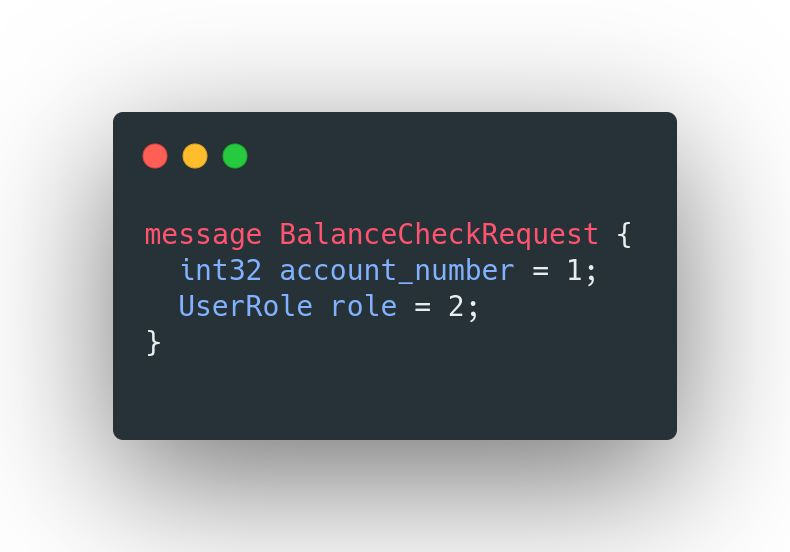 message BalanceCheckRequest {
  int32 account_number = 1;
  UserRole role = 2;
}